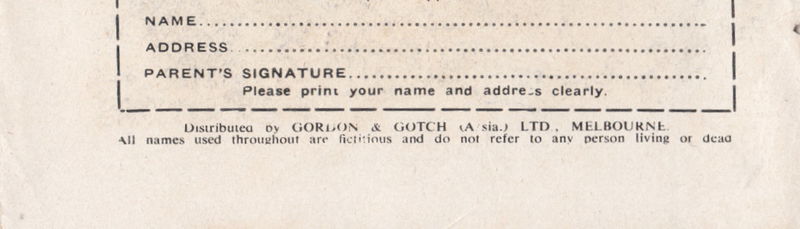 NAME................................................................
ADDRESS................................................................
PARENT'S SIGNATURE................................................
Please print your name and address clearly.
Distributed by GORDON & GOTCH (A'sia.) LTD., MELBOURNE.
All names used throughout are fictitious and do not refer to any person living or dead